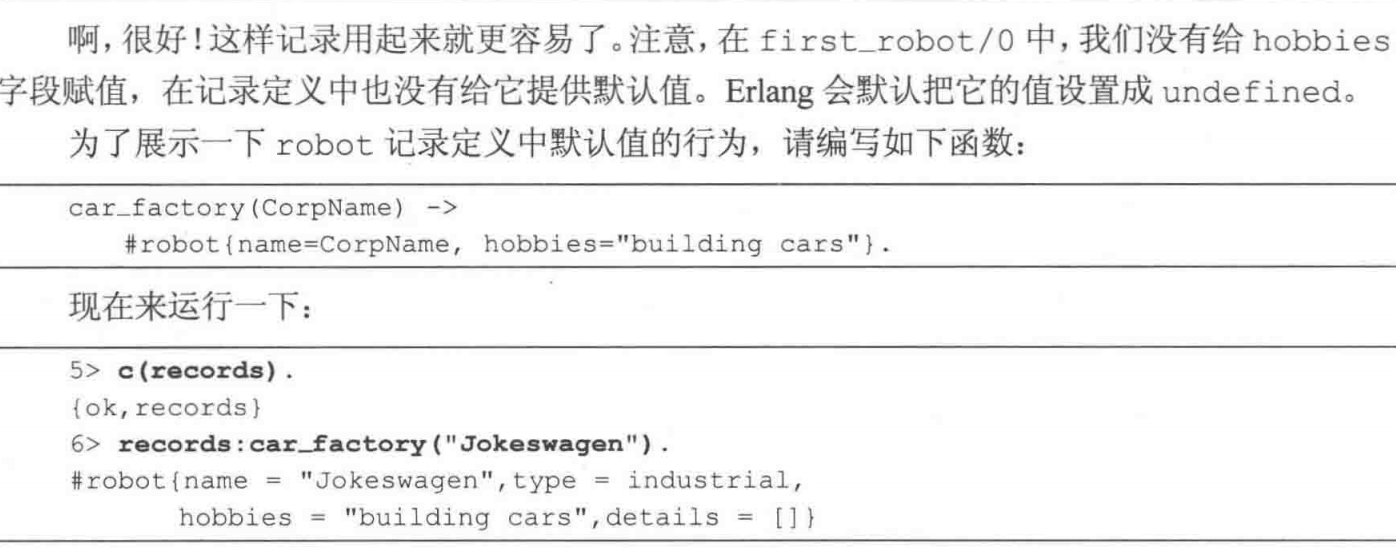 啊,很好!这样记录用起来就更容易了。注意,在 first_robot/0 中,我们没有给 hobbies
字段赋值，在记录定义中也没有给它提供默认值。Erlang 会默认把它的值设置成 undefined。
为了展示一下 robot 记录定义中默认值的行为，请编写如下函数：
car_factory(CorpName) ->
    #robot{name=CorpName, hobbies="building cars"}.
现在来运行一下：
5> c(records).
{ok,records}
6> records:car_factory("Jokeswagen").
#robot{name = "Jokeswagen",type = industrial,
       hobbies = "building cars",details = []}